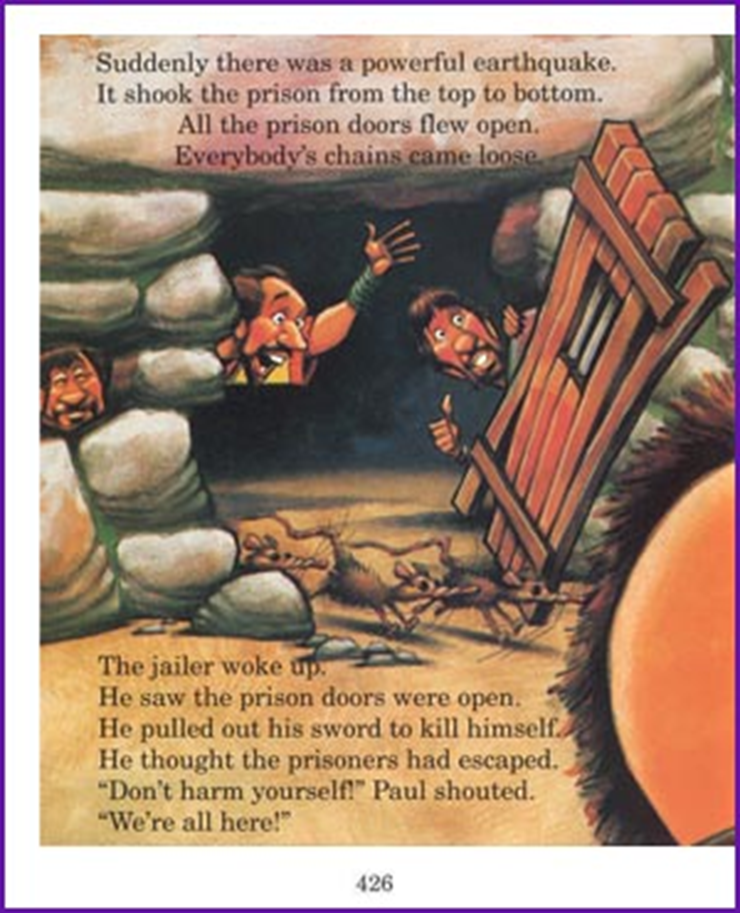 Suddenly there was a powerful earthquake.
It shook the prison from the top to bottom.
All the prison doors flew open.
Everybody's chains came loose.
The jailer woke up.
He saw the prison doors were open.
He pulled out his sword to kill himself.
He thought the prisoners had escaped.
“Don't harm yourself!” Paul shouted.
“We're all here!”
426